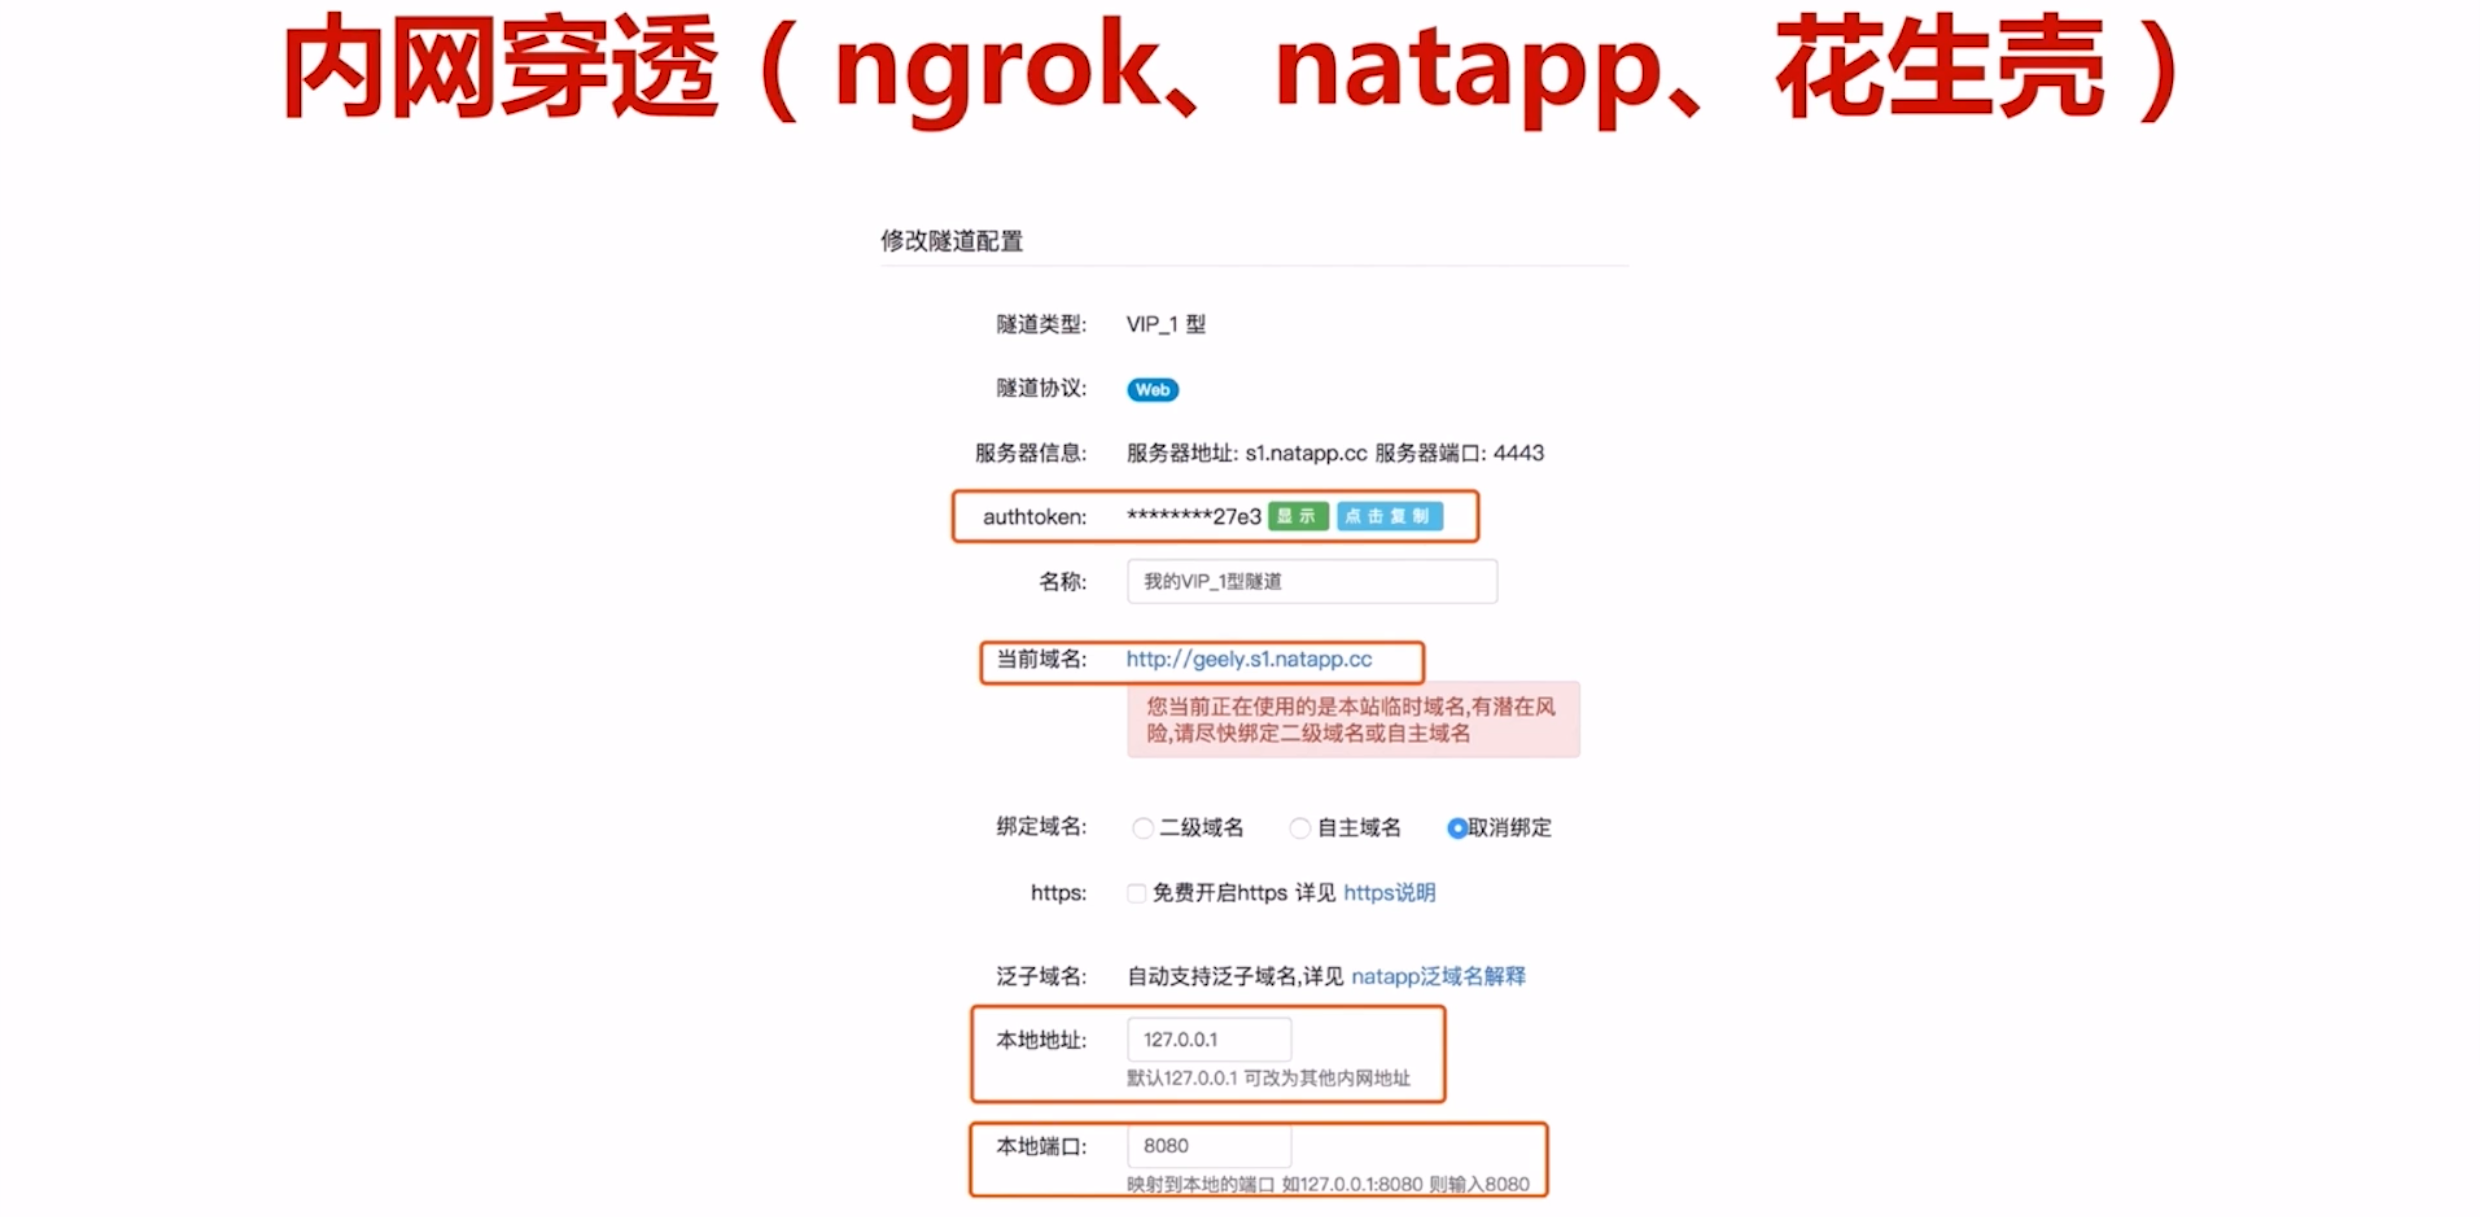 内网穿透（ngrok、natapp、花生壳）
修改隧道配置
隧道类型: VIP_1 型
隧道协议: Web
服务器信息: 服务器地址: s1.natapp.cc 服务器端口: 4443
authtoken: ********27e3 显示 点击复制
名称: 我的VIP_1型隧道
当前域名: http://geely.s1.natapp.cc
您当前正在使用的是本站临时域名,有潜在风
险,请尽快绑定二级域名或自主域名
绑定域名: 二级域名 自主域名 取消绑定
https: 免费开启https 详见 https说明
泛子域名: 自动支持泛子域名,详见 natapp泛域名解释
本地地址: 127.0.0.1
默认127.0.0.1 可改为其他内网地址
本地端口: 8080
映射到本地的端口 如127.0.0.1:8080 则输入8080